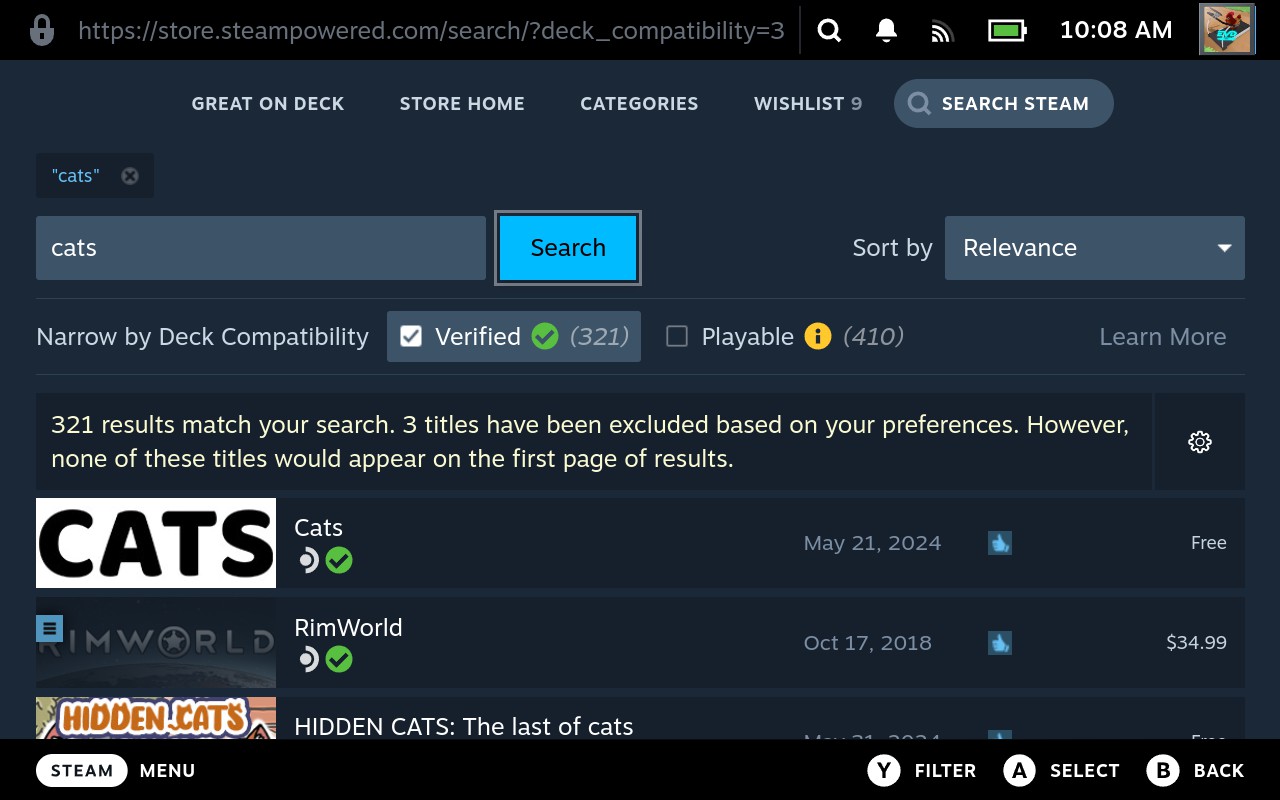 https://store.steampowered.com/search/?deck_compatibility=3
10:08 AM
GREAT ON DECK
STORE HOME
CATEGORIES
WISHLIST 9
SEARCH STEAM
"cats"
cats
Search
Sort by
Relevance
Narrow by Deck Compatibility
Verified (321)
Playable (410)
Learn More
321 results match your search. 3 titles have been excluded based on your preferences. However,
none of these titles would appear on the first page of results.
CATS
Cats
May 21, 2024
Free
RIMWORLD
RimWorld
Oct 17, 2018
$34.99
HIDDEN CATS
HIDDEN CATS: The last of cats
STEAM MENU
Y FILTER
A SELECT
B BACK